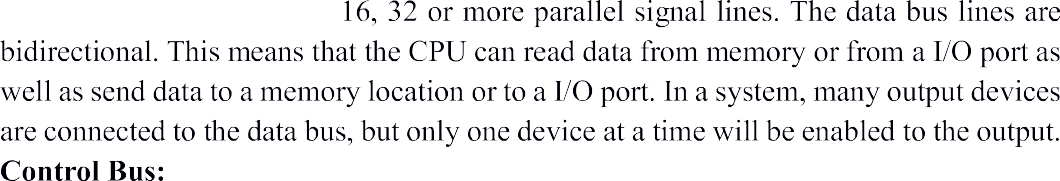 16, 32 or more parallel signal lines. The data bus lines are
bidirectional. This means that the CPU can read data from memory or from a I/O port as
well as send data to a memory location or to a I/O port. In a system, many output devices
are connected to the data bus, but only one device at a time will be enabled to the output.
Control Bus: